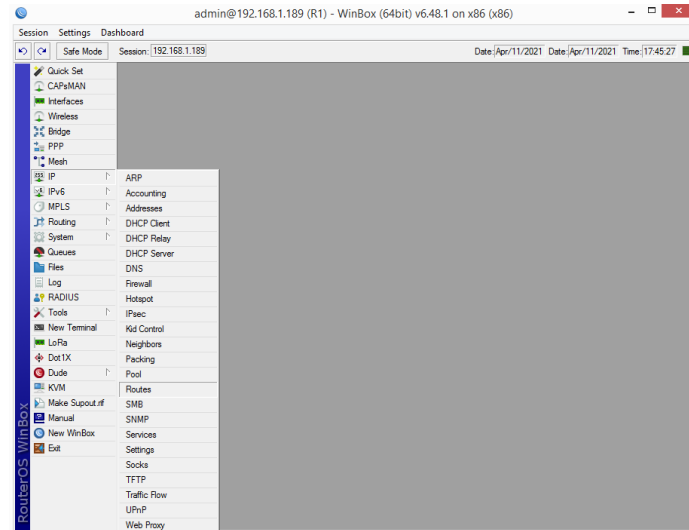 admin@192.168.1.189 (R1) - WinBox (64bit) v6.48.1 on x86 (x86)
Session Settings Dashboard
Safe Mode Session: 192.168.1.189 Date: Apr/11/2021 Date: Apr/11/2021 Time: 17:45:27
Quick Set
CAPsMAN
Interfaces
Wireless
Bridge
PPP
Mesh
IP
IPv6
MPLS
Routing
System
Queues
Files
Log
RADIUS
Tools
New Terminal
LoRa
Dot1X
Dude
KVM
Make Supout.rif
Manual
New WinBox
Exit
ARP
Accounting
Addresses
DHCP Client
DHCP Relay
DHCP Server
DNS
Firewall
Hotspot
IPsec
Kid Control
Neighbors
Packing
Pool
Routes
SMB
SNMP
Services
Settings
Socks
TFTP
Traffic Flow
UPnP
Web Proxy
RouterOS WinBox